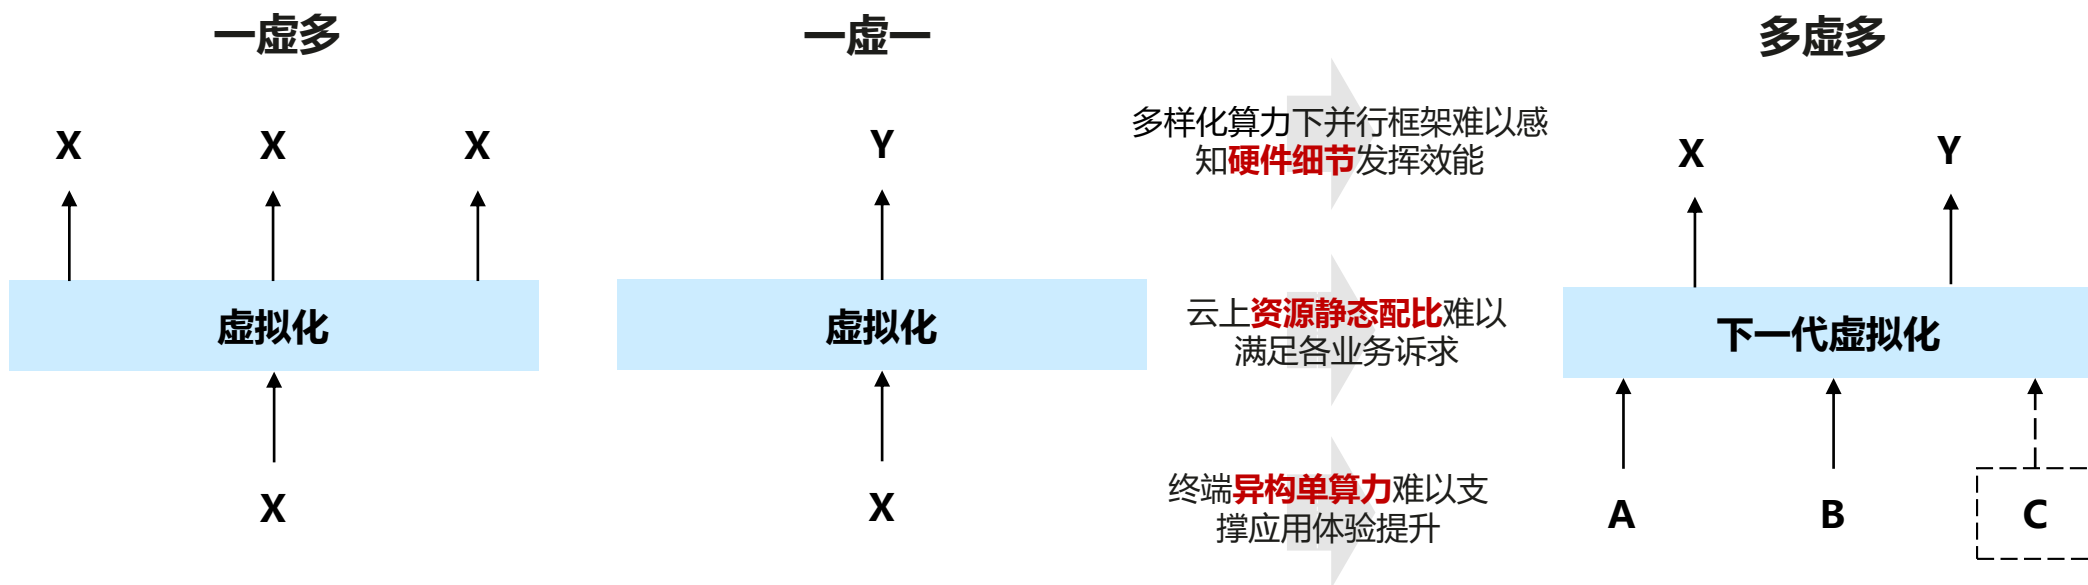 一虚多
X X X
虚拟化
X
一虚一
Y
虚拟化
X
多样化算力下并行框架难以感
知硬件细节发挥效能
云上资源静态配比难以
满足各业务诉求
终端异构单算力难以支
撑应用体验提升
多虚多
X Y
下一代虚拟化
A B C